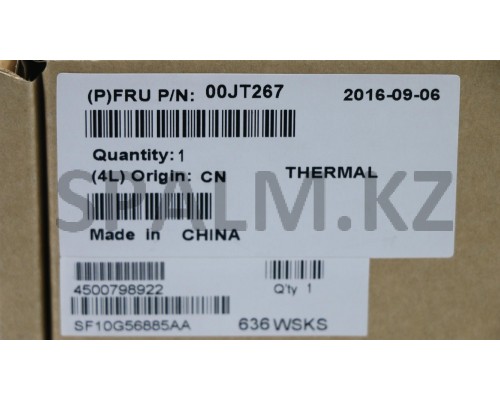 (P)FRU P/N: 00JT267 2016-09-06
Quantity: 1
(4L) Origin: CN THERMAL
SPALM.KZ
Made in CHINA
4500798922 Q'ty 1
SF10G56885AA 636 WSKS